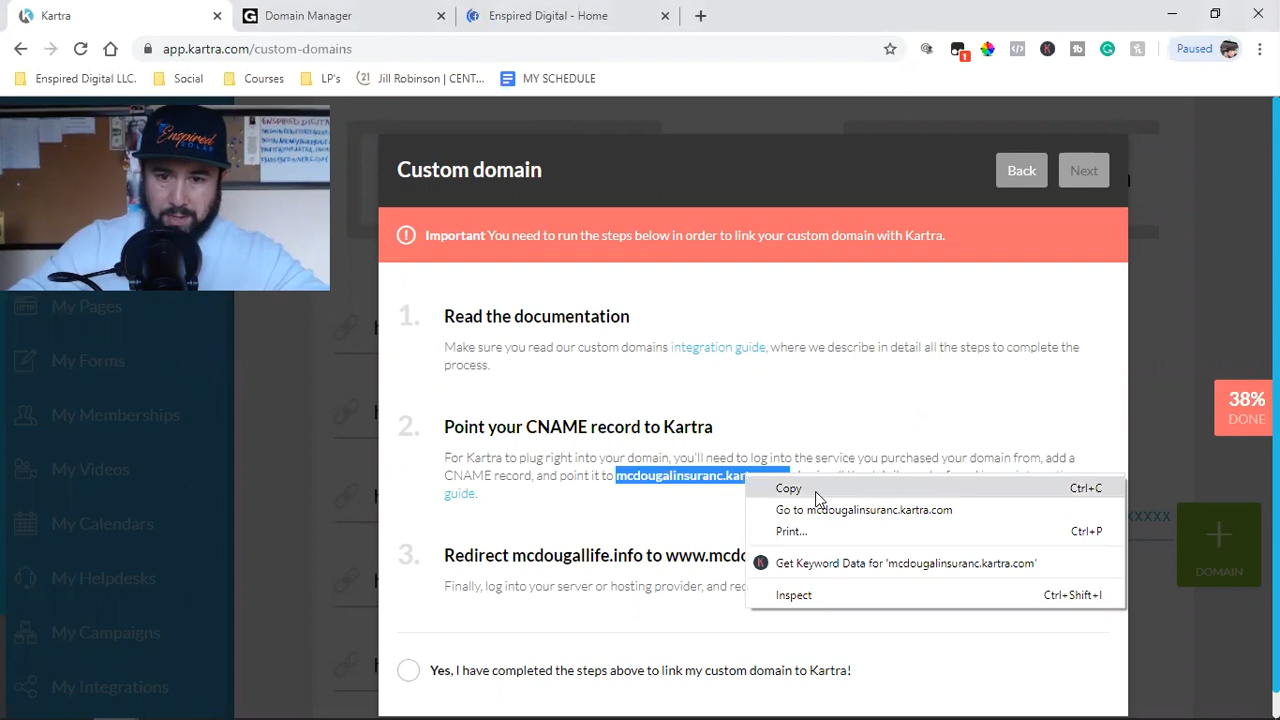 Kartra
Domain Manager
Enspired Digital - Home
app.kartra.com/custom-domains
1
Paused
Enspired Digital LLC.
Social
Courses
LP's
Jill Robinson | CENT...
MY SCHEDULE
Enspired
SOLAR
Custom domain
Back
Next
Important You need to run the steps below in order to link your custom domain with Kartra.
1. Read the documentation
Make sure you read our custom domains integration guide, where we describe in detail all the steps to complete the
process.
2. Point your CNAME record to Kartra
For Kartra to plug right into your domain, you'll need to log into the service you purchased your domain from, add a
CNAME record, and point it to mcdougalinsuranc.kar
guide.
3. Redirect mcdougallife.info to www.mcd
Finally, log into your server or hosting provider, and
Yes, I have completed the steps above to link my custom domain to Kartra!
Copy Ctrl+C
Go to mcdougalinsuranc.kartra.com
Print... Ctrl+P
Get Keyword Data for 'mcdougalinsuranc.kartra.com'
Inspect Ctrl+Shift+I
My Pages
My Forms
My Memberships
My Videos
My Calendars
My Helpdesks
My Campaigns
My Integrations
38%
DONE
DOMAIN